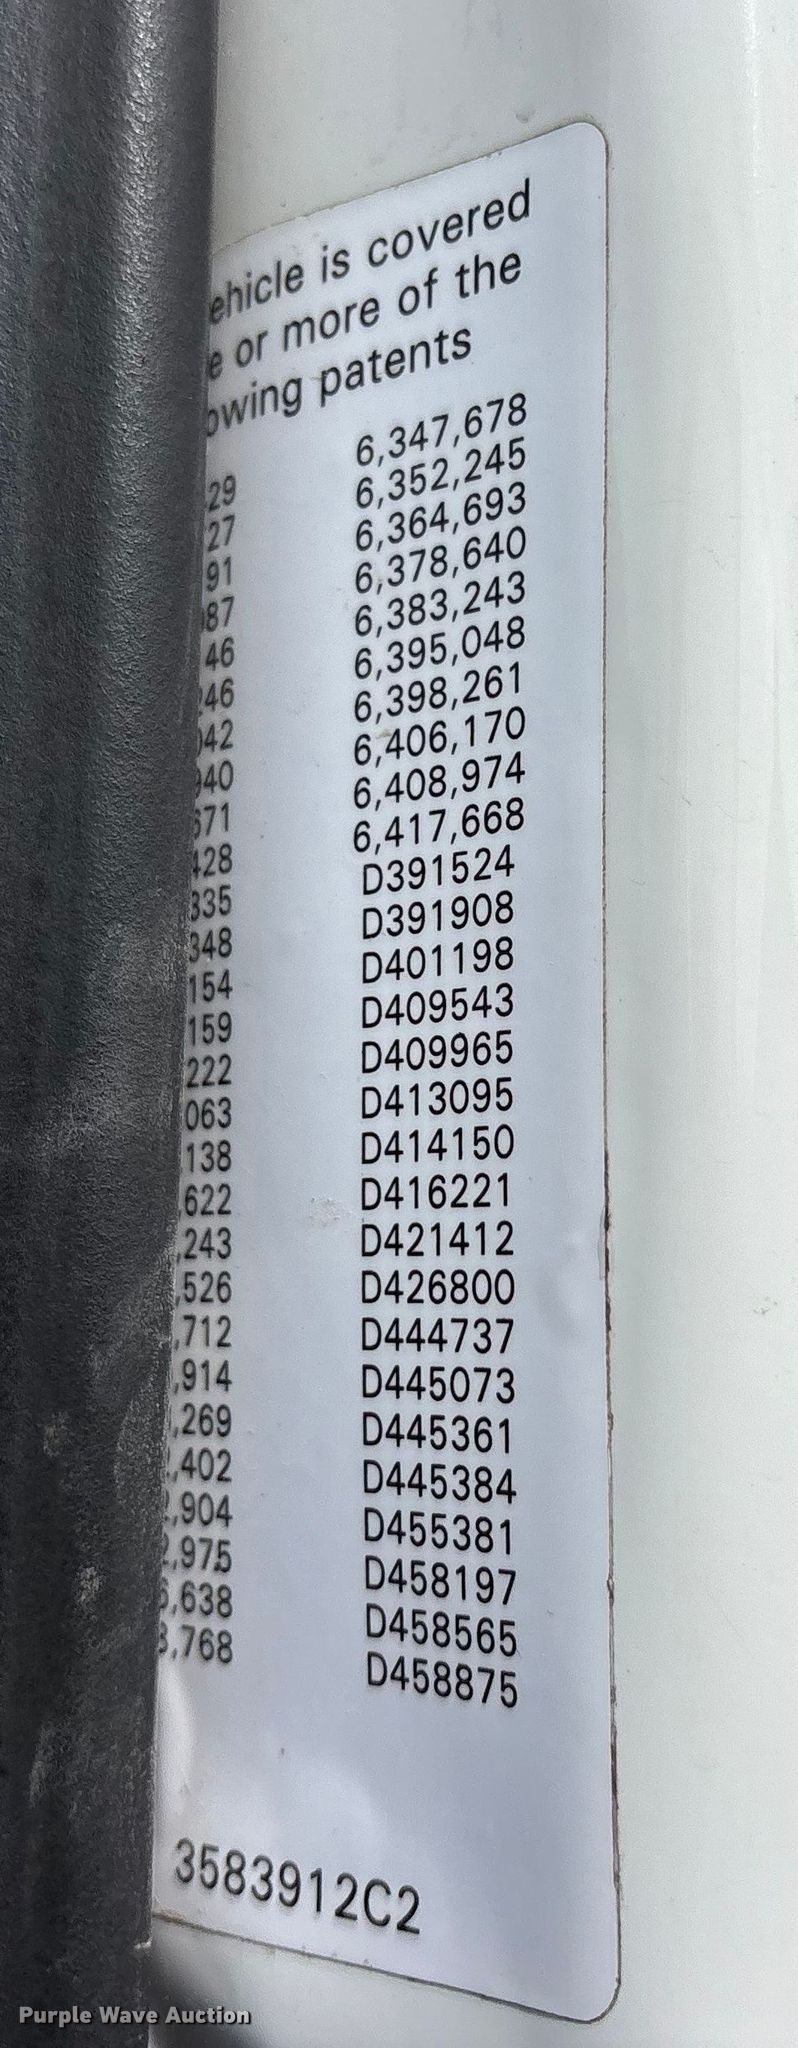 ehicle is covered
e or more of the
owing patents
29 6,347,678
27 6,352,245
91 6,364,693
87 6,378,640
46 6,383,243
46 6,395,048
42 6,398,261
40 6,406,170
71 6,408,974
28 6,417,668
335 D391524
348 D391908
154 D401198
159 D409543
222 D409965
063 D413095
138 D414150
,622 D416221
,243 D421412
,526 D426800
,712 D444737
,914 D445073
,269 D445361
,402 D445384
,904 D455381
,975 D458197
,638 D458565
,768 D458875
3583912C2
Purple Wave Auction